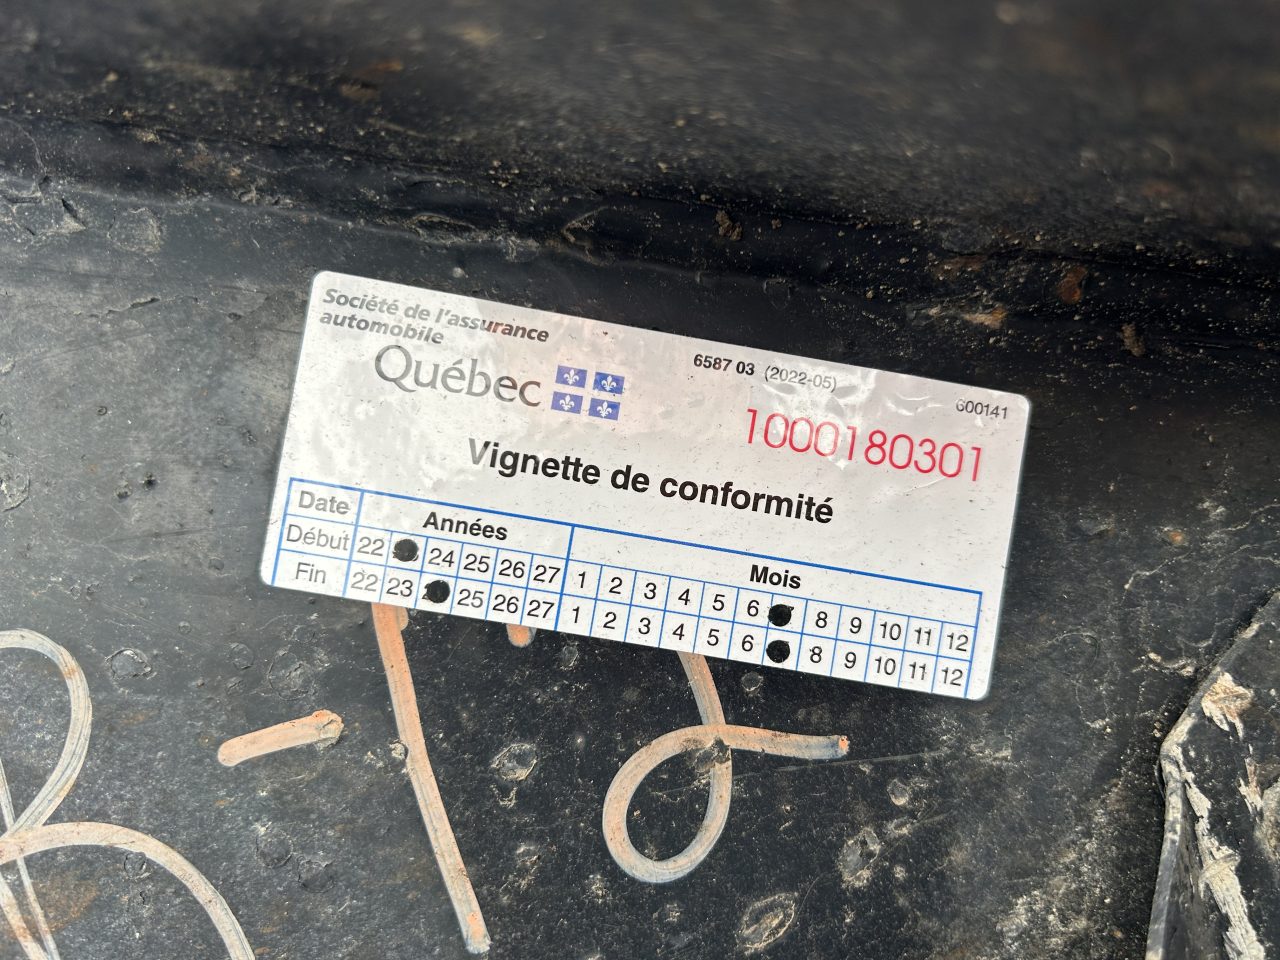 Société de l'assurance
automobile
Québec
6587 03 (2022-05)
600141
1000180301
Vignette de conformité
Date Années Mois
Début 22 24 25 26 27 1 2 3 4 5 6 8 9 10 11 12
Fin 22 23 25 26 27 1 2 3 4 5 6 8 9 10 11 12